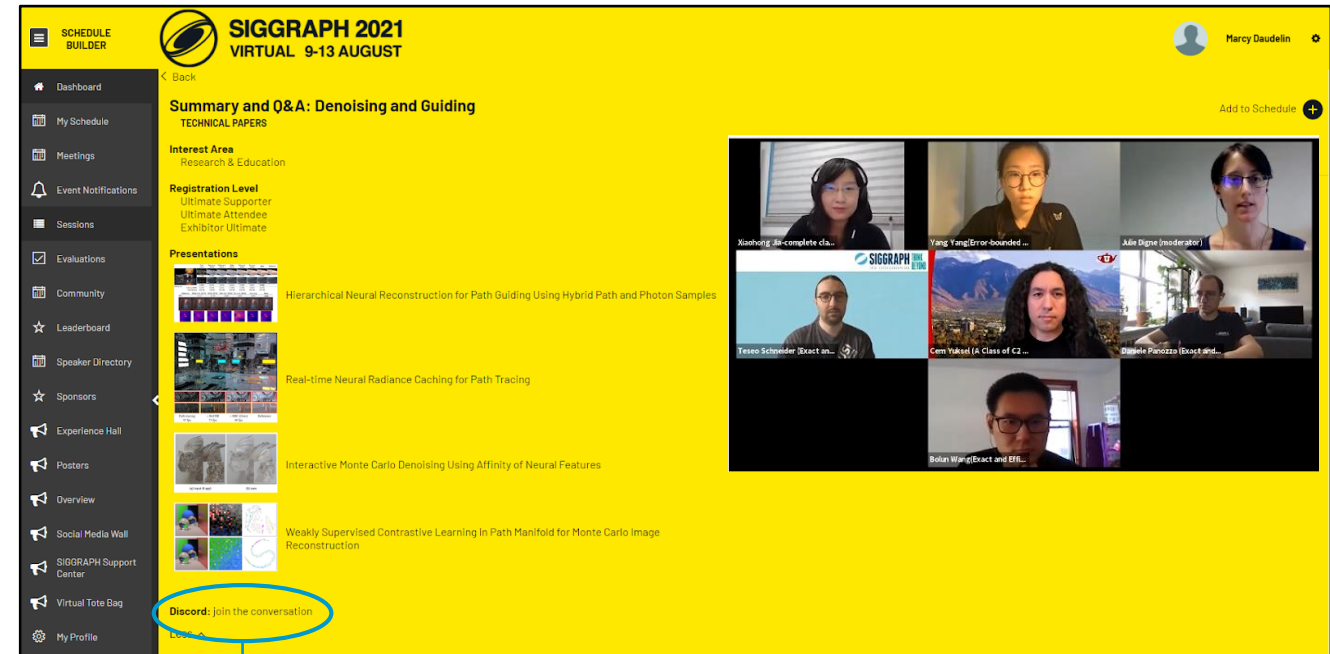 SCHEDULE
BUILDER
SIGGRAPH 2021
VIRTUAL 9-13 AUGUST
Marcy Daudelin
Back
Dashboard
My Schedule
Meetings
Event Notifications
Sessions
Evaluations
Community
Leaderboard
Speaker Directory
Sponsors
Experience Hall
Posters
Overview
Social Media Wall
SIGGRAPH Support
Center
Virtual Tote Bag
My Profile
Summary and Q&A: Denoising and Guiding
TECHNICAL PAPERS
Add to Schedule
Interest Area
Research & Education
Registration Level
Ultimate Supporter
Ultimate Attendee
Exhibitor Ultimate
Presentations
Hierarchical Neural Reconstruction for Path Guiding Using Hybrid Path and Photon Samples
Real-time Neural Radiance Caching for Path Tracing
Interactive Monte Carlo Denoising Using Affinity of Neural Features
Weakly Supervised Contrastive Learning in Path Manifold for Monte Carlo Image
Reconstruction
Discord: join the conversation
Less
Xiaohong Jia-complete cla...
Yang Yang(Error-bounded ...
Julie Digne (moderator)
SIGGRAPH THINK
BEYOND
Teseo Schneider (Exact an...
Cem Yuksel (A Class of C2 ...
Daniele Panozzo (Exact and...
Bolun Wang(Exact and Effi...